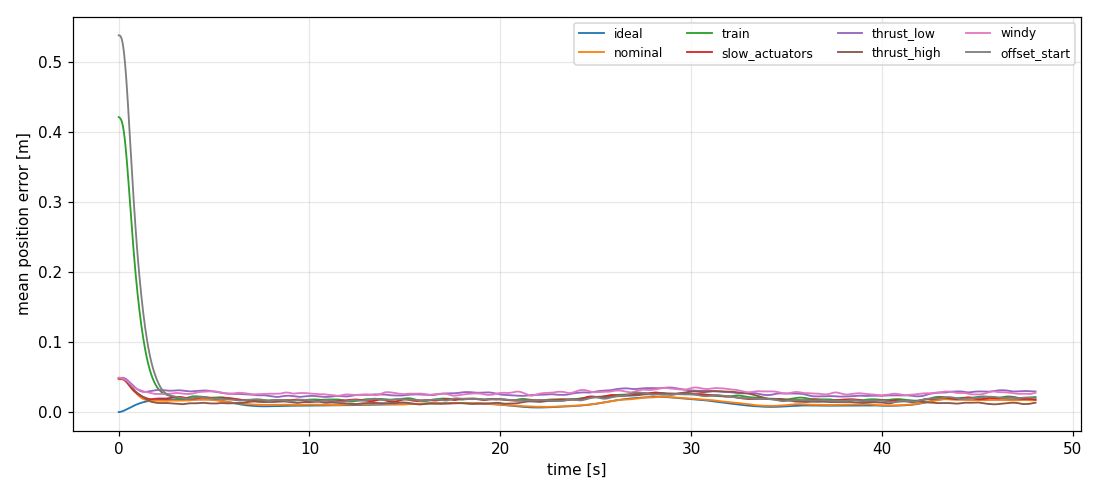 mean position error [m]
0.5
0.4
0.3
0.2
0.1
0.0
ideal train thrust_low windy
nominal slow_actuators thrust_high offset_start
0 10 20 30 40 50
time [s]